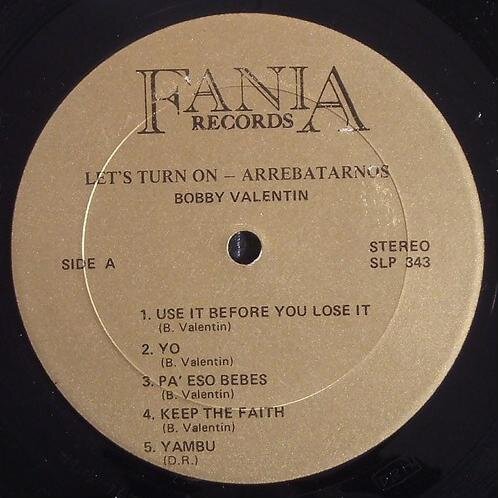 FANIA
RECORDS
LET'S TURN ON – ARREBATARNOS
BOBBY VALENTIN
SIDE A
STEREO
SLP 343
1. USE IT BEFORE YOU LOSE IT
(B. Valentin)
2. YO
(B. Valentin)
3. PA' ESO BEBES
(B. Valentin)
4. KEEP THE FAITH
(B. Valentin)
5. YAMBU
(D.R.)